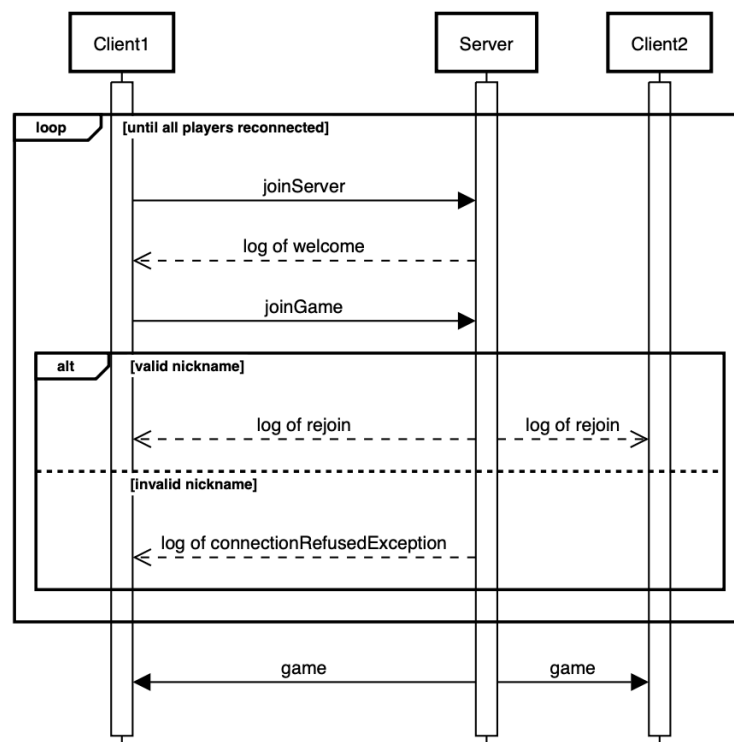 Client1
Server
Client2
loop
[until all players reconnected]
joinServer
log of welcome
joinGame
alt
[valid nickname]
log of rejoin
log of rejoin
[invalid nickname]
log of connectionRefusedException
game
game